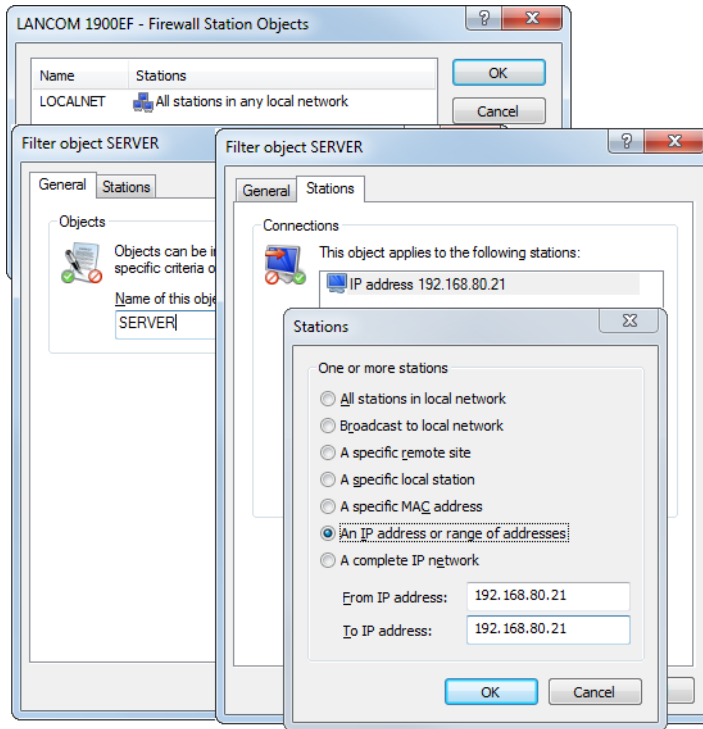 LANCOM 1900EF - Firewall Station Objects
Name Stations
LOCALNET All stations in any local network
OK
Cancel
Filter object SERVER
General Stations
Objects
Objects can be
specific criteria
Name of this
SERVER
Filter object SERVER
General Stations
Connections
This object applies to the following stations:
IP address 192.168.80.21
Stations
One or more stations
All stations in local network
Broadcast to local network
A specific remote site
A specific local station
A specific MAC address
An IP address or range of addresses
A complete IP network
From IP address: 192.168.80.21
To IP address: 192.168.80.21
OK Cancel